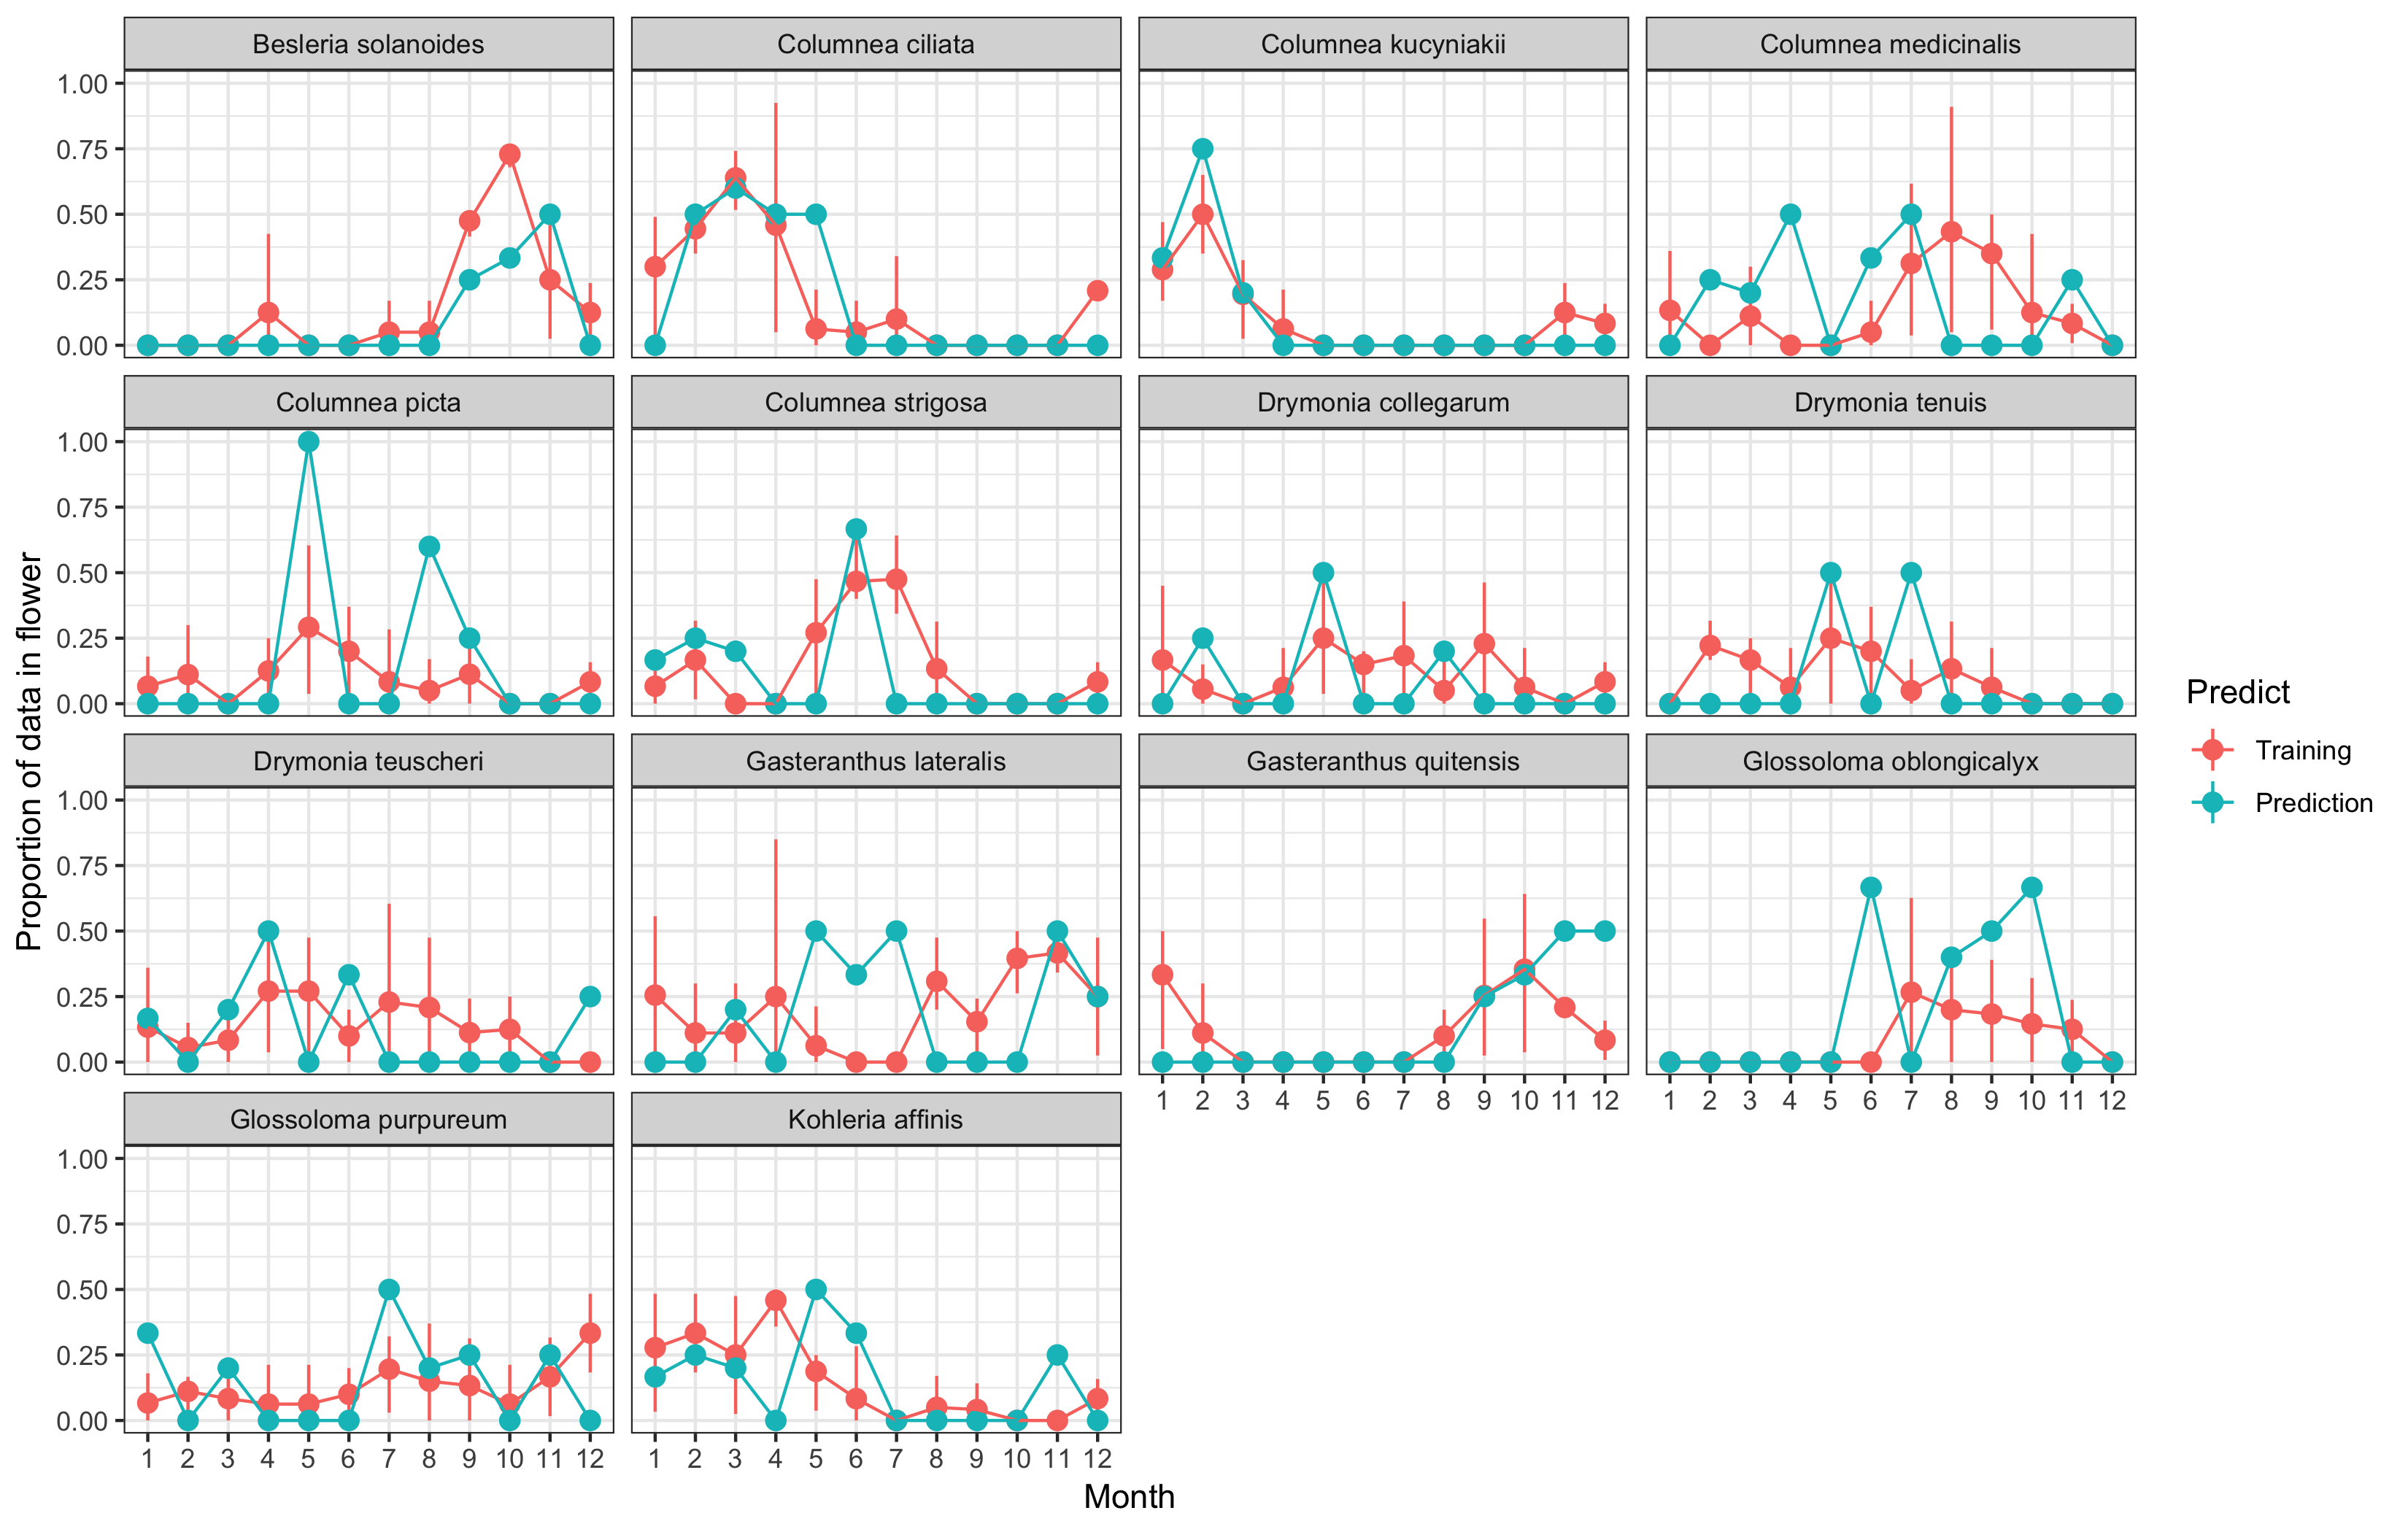 Besleria solanoides
Columnea ciliata
Columnea kucyniakii
Columnea medicinalis
1.00
0.75
0.50
0.25
0.00
Columnea picta
Columnea strigosa
Drymonia collegarum
Drymonia tenuis
1.00
0.75
0.50
0.25
0.00
Drymonia teuscheri
Gasteranthus lateralis
Gasteranthus quitensis
Glossoloma oblongicalyx
1.00
0.75
0.50
0.25
0.00
1 2 3 4 5 6 7 8 9 10 11 12
1 2 3 4 5 6 7 8 9 10 11 12
Glossoloma purpureum
Kohleria affinis
1.00
0.75
0.50
0.25
0.00
1 2 3 4 5 6 7 8 9 10 11 12
1 2 3 4 5 6 7 8 9 10 11 12
Month
Proportion of data in flower
Predict
Training
Prediction